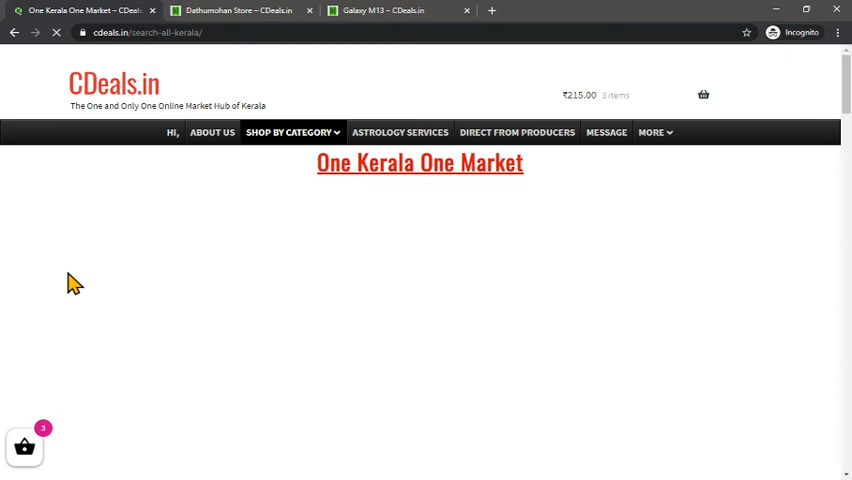 One Kerala One Market – CDeals.
Dathumohan Store – CDeals.in
Galaxy M13 – CDeals.in
cdeals.in/search-all-kerala/
Incognito
CDeals.in
The One and Only One Online Market Hub of Kerala
₹215.00 3 items
HI, ABOUT US SHOP BY CATEGORY ASTROLOGY SERVICES DIRECT FROM PRODUCERS MESSAGE MORE
One Kerala One Market
3